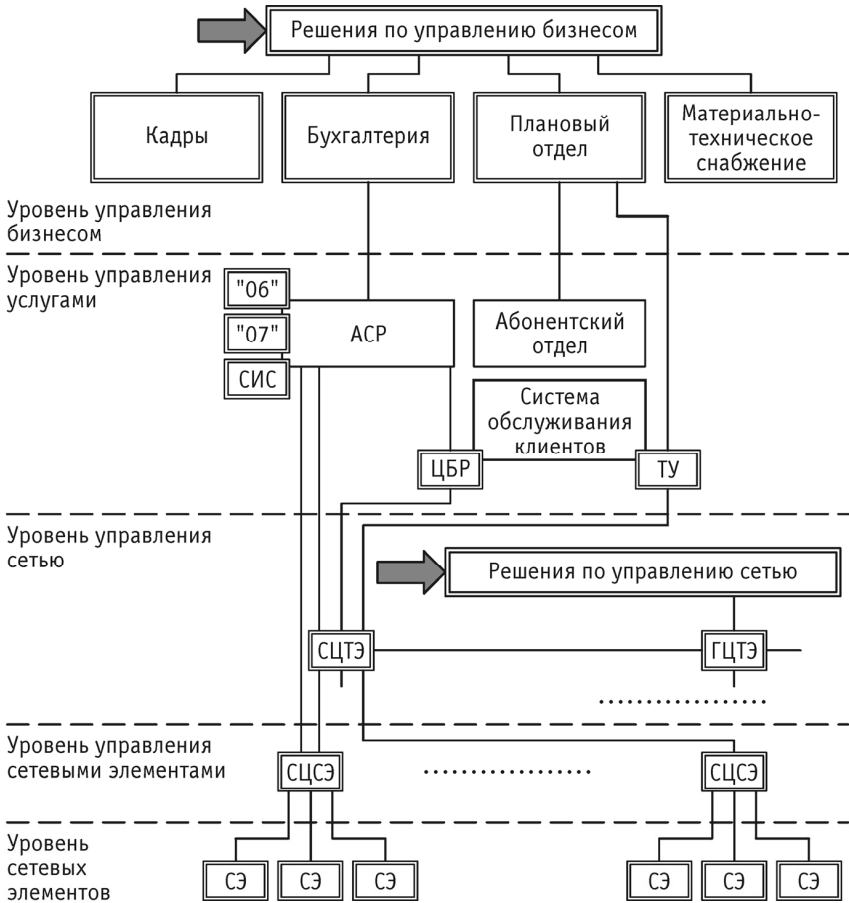 Решения по управлению бизнесом
Кадры
Бухгалтерия
Плановый
отдел
Материально-
техническое
снабжение
Уровень управления
бизнесом
Уровень управления
услугами
"06"
"07"
СИС
АСР
Абонентский
отдел
Система
обслуживания
клиентов
ЦБР
ТУ
Уровень управления
сетью
Решения по управлению сетью
СЦТЭ
ГЦТЭ
Уровень управления
сетевыми элементами
СЦСЭ
СЦСЭ
Уровень
сетевых
элементов
СЭ
СЭ
СЭ
СЭ
СЭ
СЭ